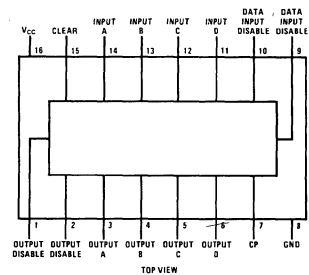 DATA DATA
INPUT INPUT INPUT INPUT INPUT INPUT
VCC CLEAR A B C D DISABLE DISABLE
16 15 14 13 12 11 10 9
1 2 3 4 5 6 7 8
OUTPUT OUTPUT OUTPUT OUTPUT OUTPUT OUTPUT CP GND
DISABLE DISABLE A B C D
TOP VIEW